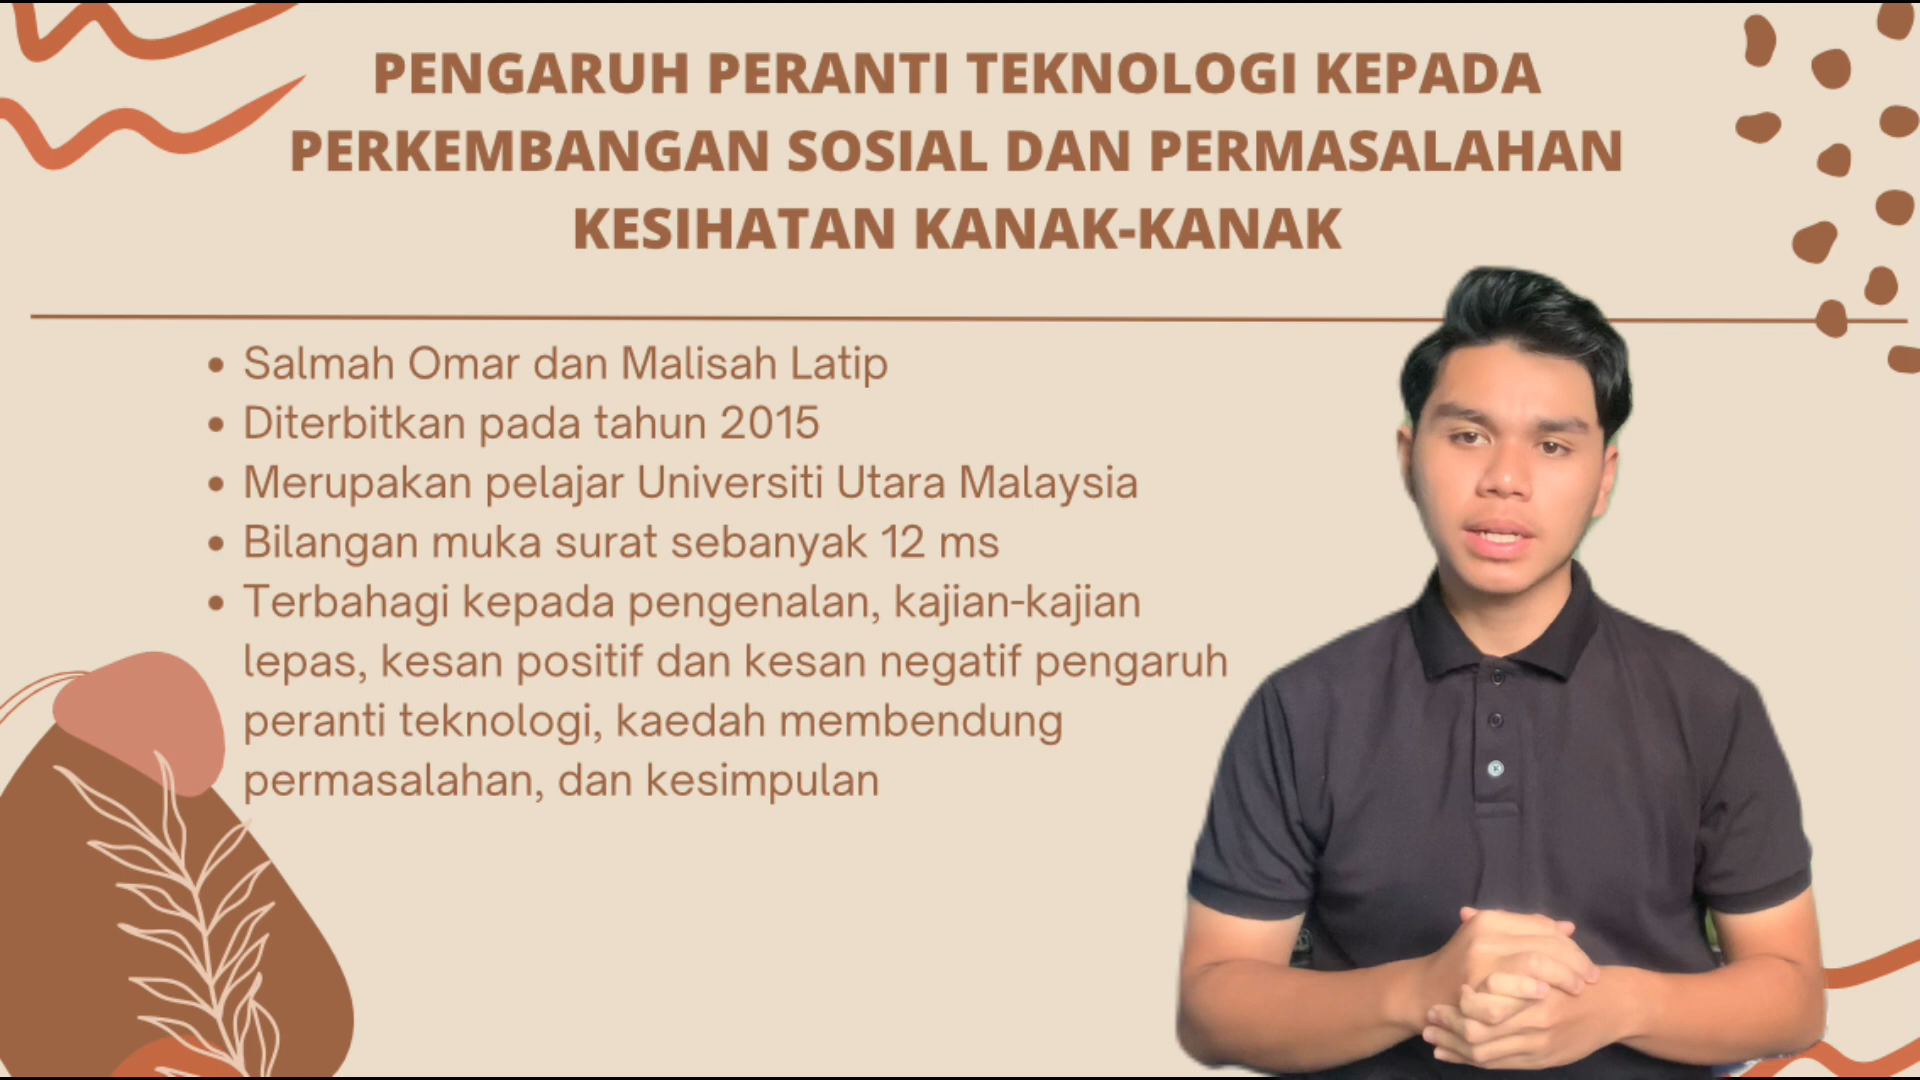 PENGARUH PERANTI TEKNOLOGI KEPADA
PERKEMBANGAN SOSIAL DAN PERMASALAHAN
KESIHATAN KANAK-KANAK
• Salmah Omar dan Malisah Latip
• Diterbitkan pada tahun 2015
• Merupakan pelajar Universiti Utara Malaysia
• Bilangan muka surat sebanyak 12 ms
• Terbahagi kepada pengenalan, kajian-kajian
lepas, kesan positif dan kesan negatif pengaruh
peranti teknologi, kaedah membendung
permasalahan, dan kesimpulan